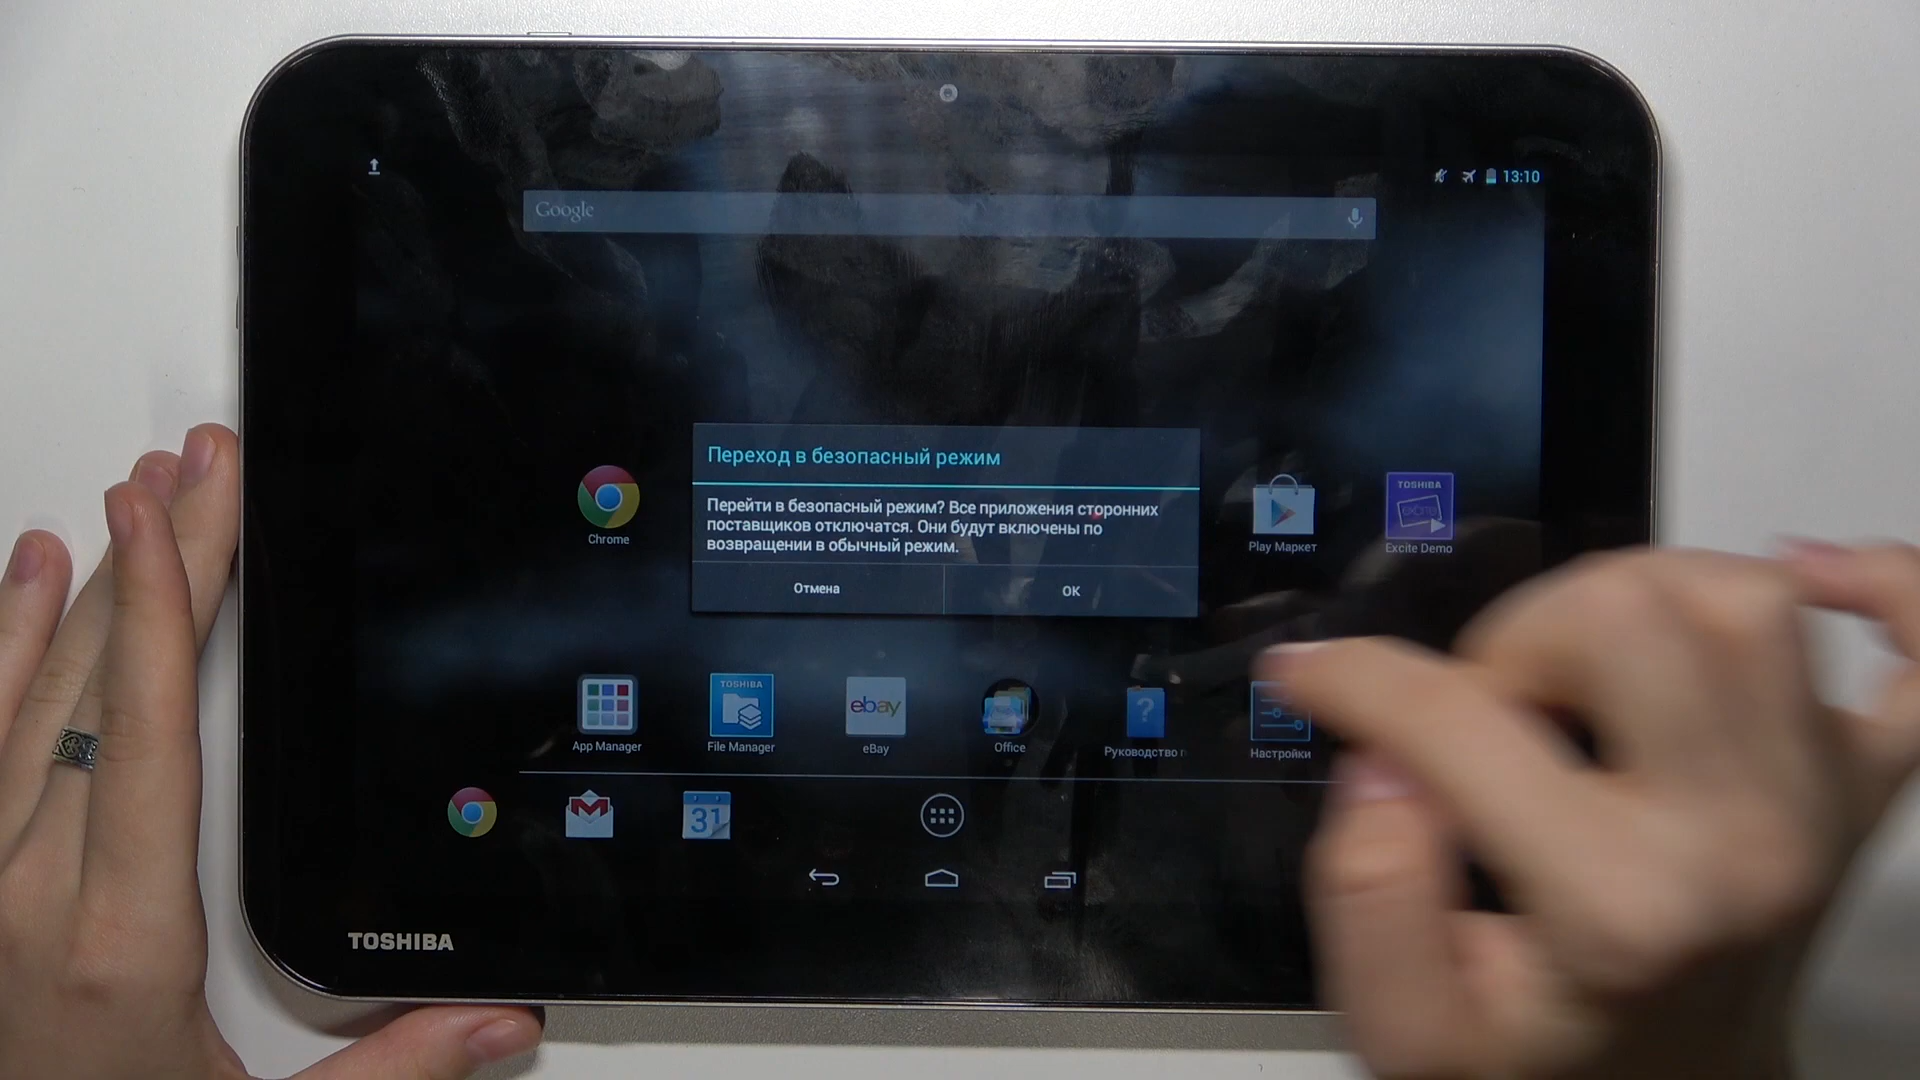 13:10
Google
Переход в безопасный режим
Перейти в безопасный режим? Все приложения сторонних
поставщиков отключатся. Они будут включены по
возвращении в обычный режим.
Отмена
ОК
Chrome
Play Маркет
TOSHIBA
excite
Excite Demo
App Manager
TOSHIBA
File Manager
ebay
eBay
Office
?
Руководство п
Настройки
31
TOSHIBA